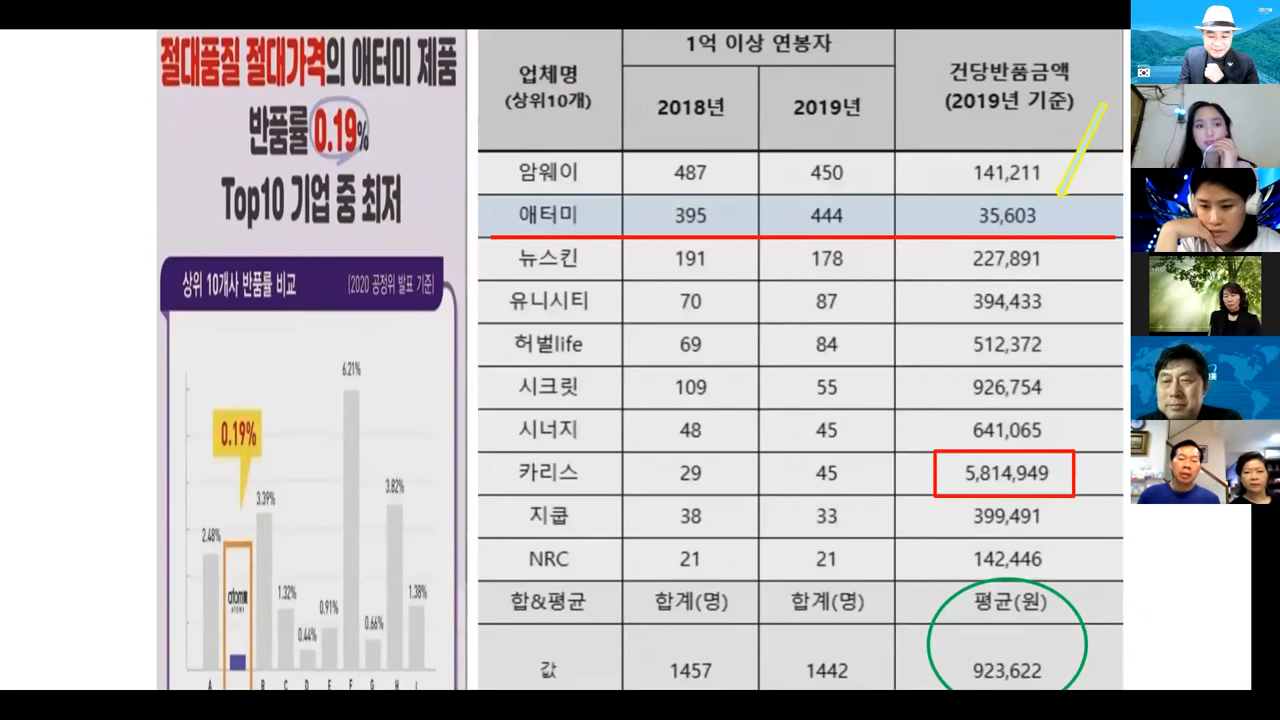 절대품질 절대가격의 애터미 제품
반품률 0.19%
Top10 기업 중 최저
상위 10개사 반품률 비교 [2020 공정위 발표 기준]
6.21%
0.19%
3.82%
3.39%
2.48%
1.32%
1.38%
0.91%
0.66%
0.44%
atom美
ATOMY
A B C D E F G H I
업체명 (상위10개) 1억 이상 연봉자 건당반품금액 (2019년 기준)
2018년 2019년
암웨이 487 450 141,211
애터미 395 444 35,603
뉴스킨 191 178 227,891
유니시티 70 87 394,433
허벌life 69 84 512,372
시크릿 109 55 926,754
시너지 48 45 641,065
카리스 29 45 5,814,949
지쿱 38 33 399,491
NRC 21 21 142,446
합&평균 합계(명) 합계(명) 평균(원)
값 1457 1442 923,622